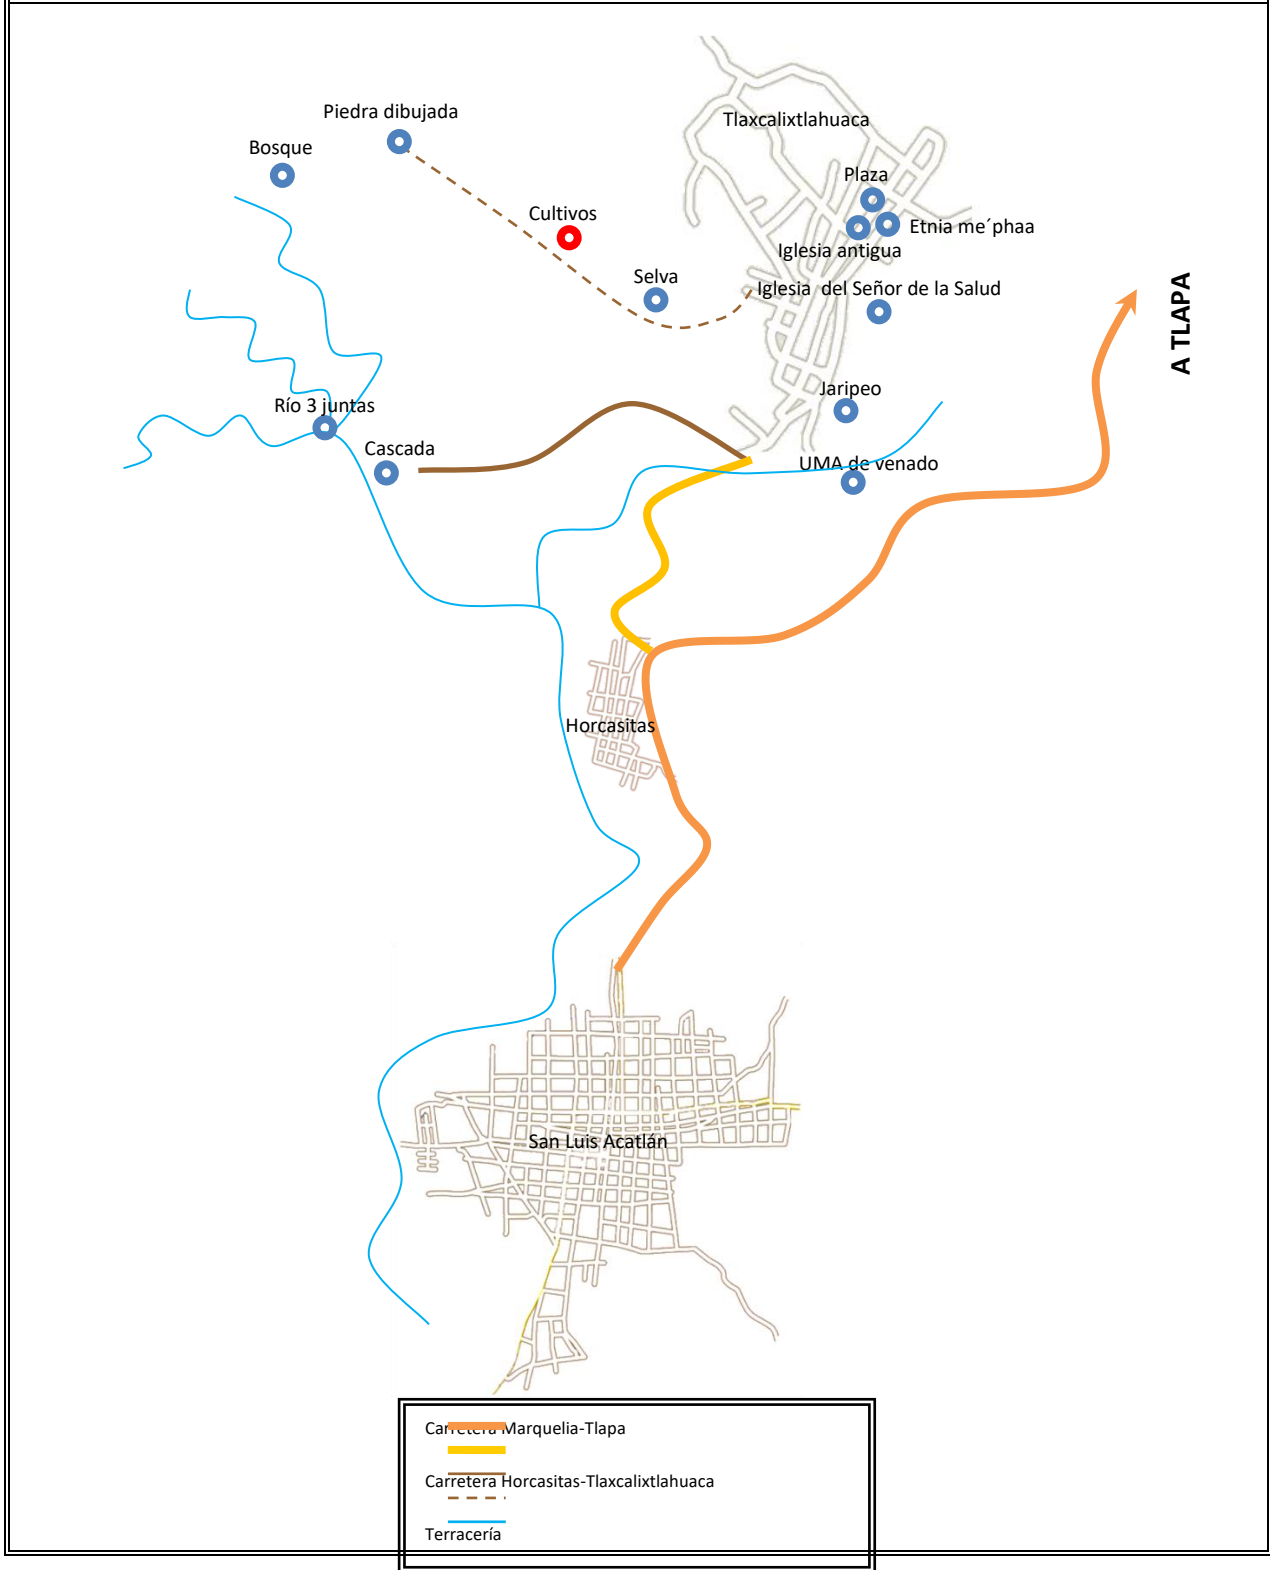 Piedra dibujada
Tlaxcalixtlahuaca
Bosque
Plaza
Cultivos
Etnia me´phaa
Iglesia antigua
Selva
Iglesia del Señor de la Salud
A TLAPA
Jaripeo
Río 3 juntas
Cascada
UMA de venado
Horcasitas
San Luis Acatlán
Carretera Marquelia-Tlapa
Carretera Horcasitas-Tlaxcalixtlahuaca
Terracería